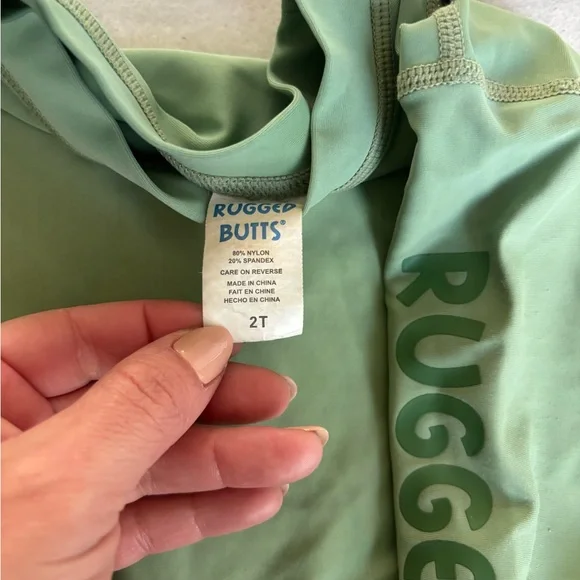 RUGGED
BUTTS®
80% NYLON
20% SPANDEX
CARE ON REVERSE
MADE IN CHINA
FAIT EN CHINE
HECHO EN CHINA
2T
RUGGE